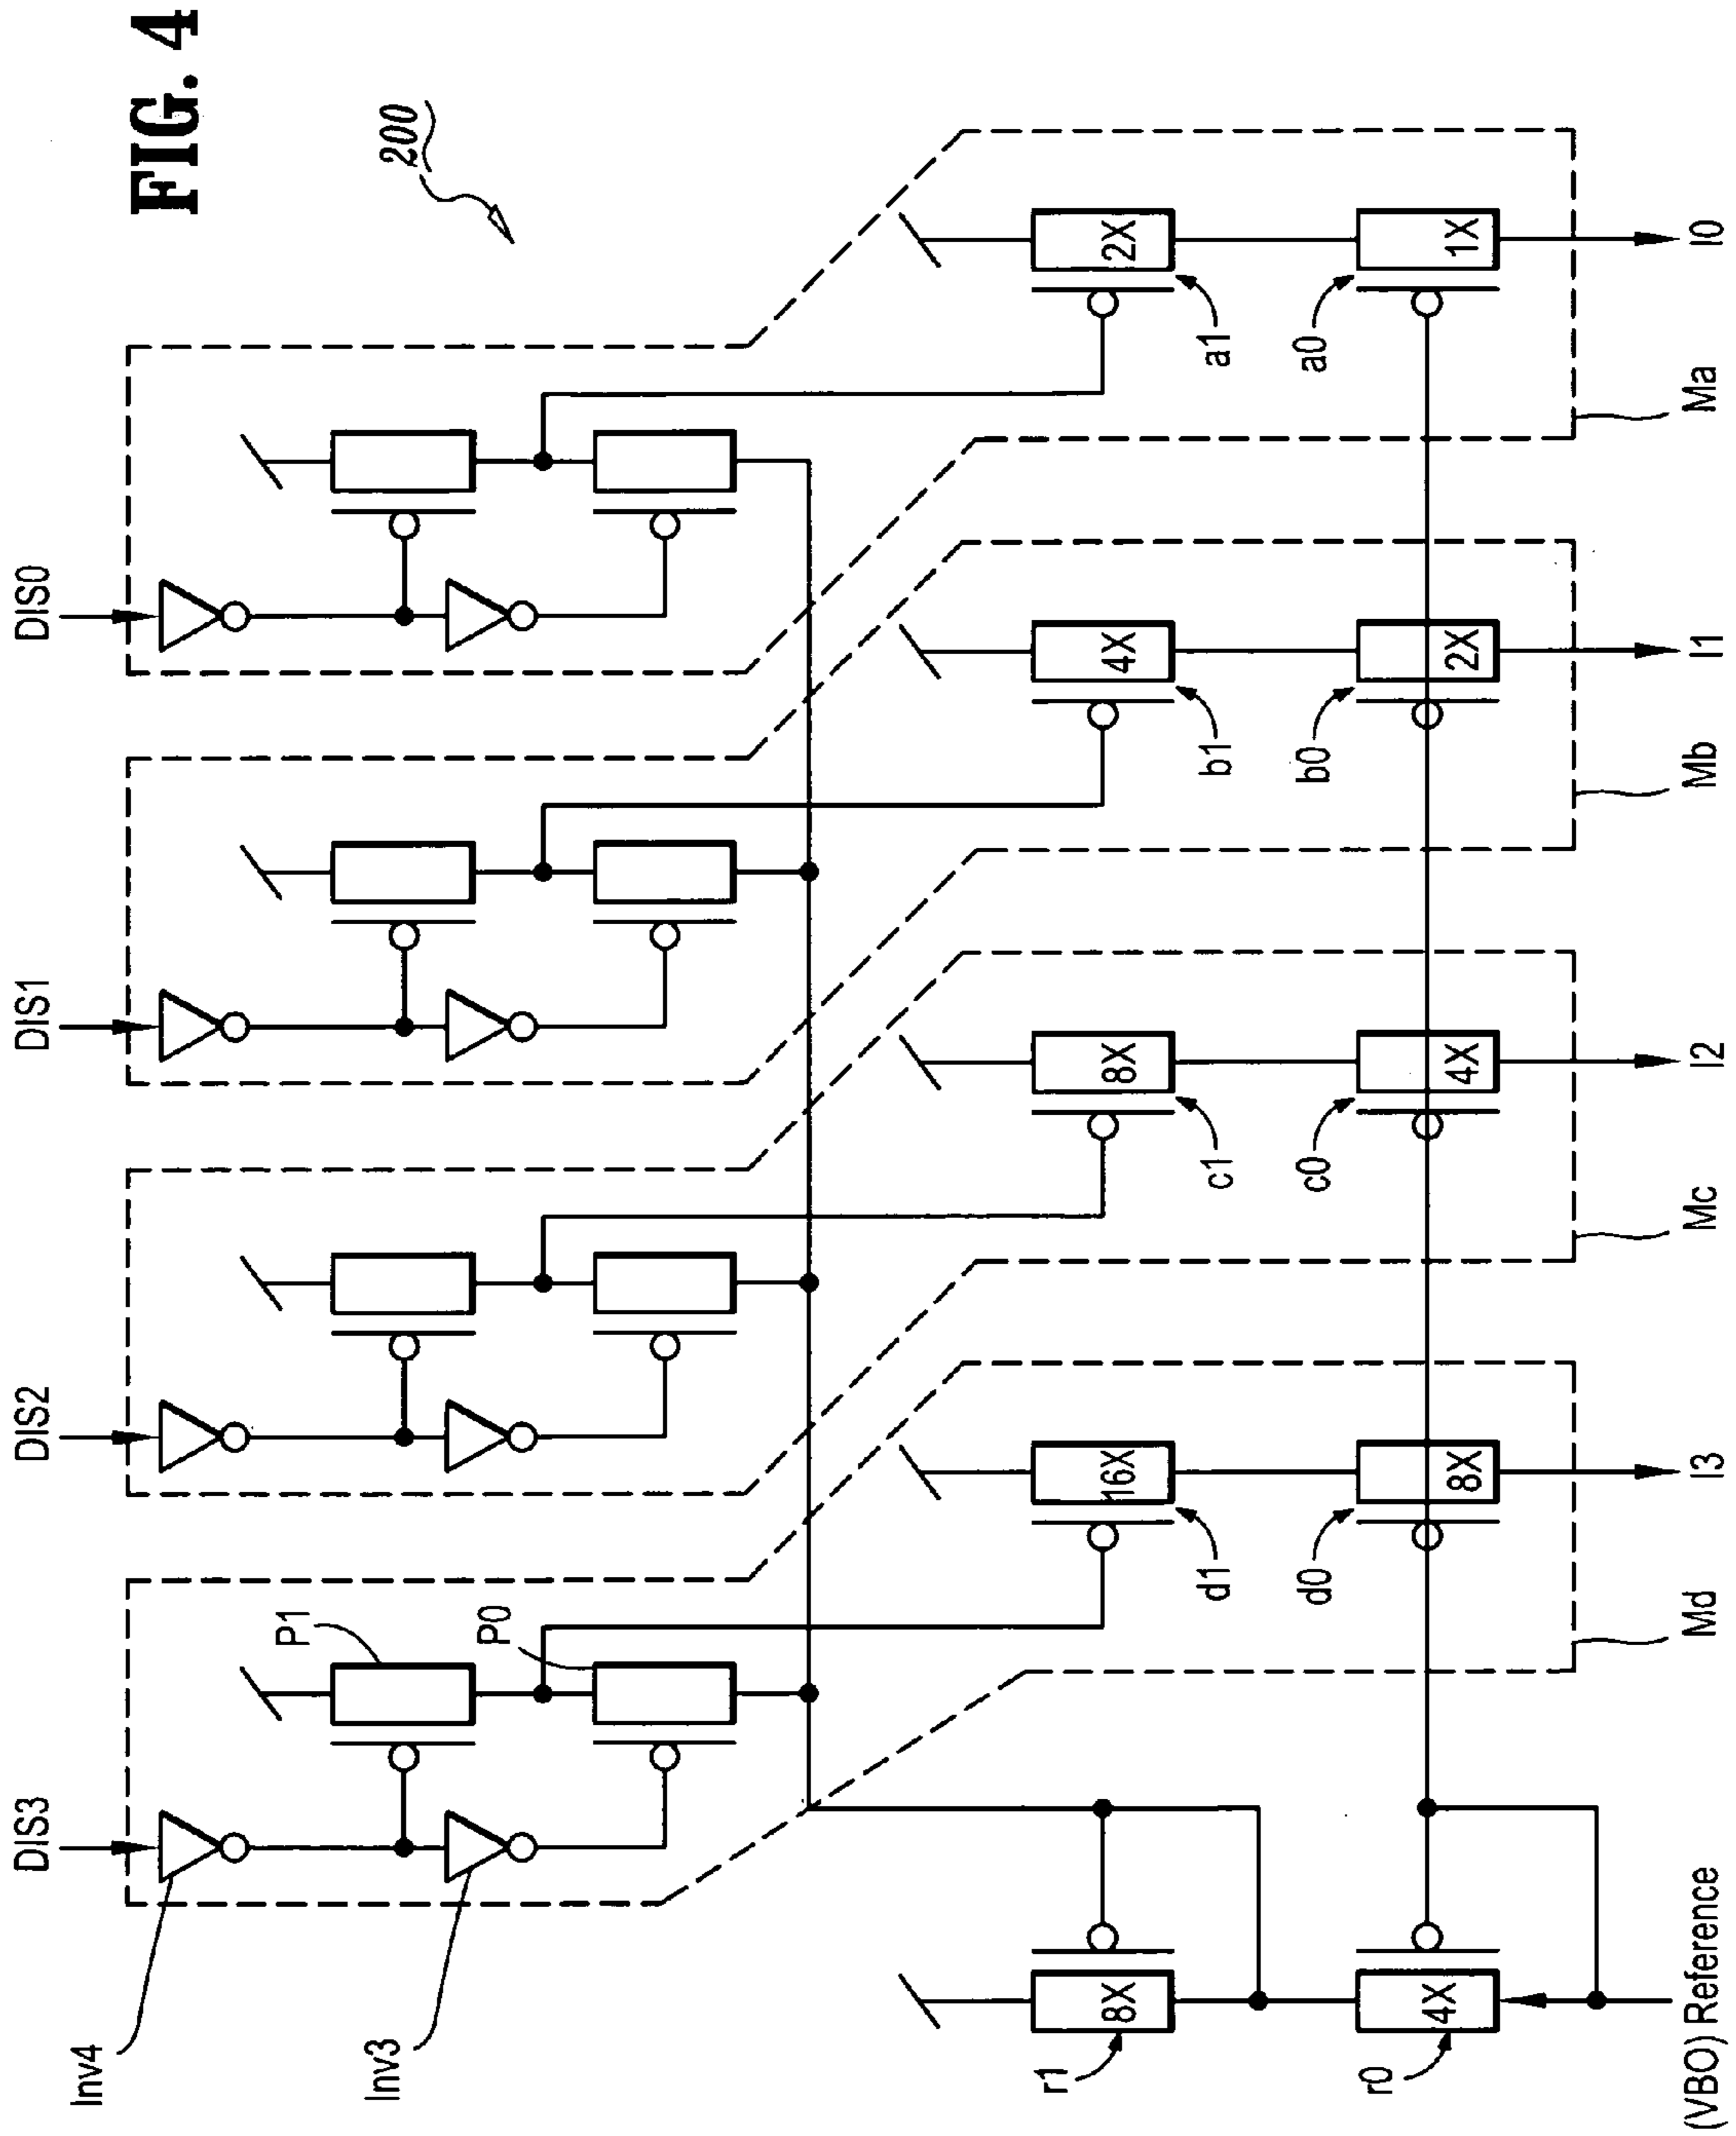 FIG. 4
200
DIS3
DIS2
DIS1
DIS0
Inv4
Inv3
P1
P0
r1
8X
r0
4X
(VBO) Reference
16X
d1
8X
d0
I3
Md
8X
c1
4X
c0
I2
Mc
4X
b1
2X
b0
I1
Mb
2X
a1
1X
a0
I0
Ma